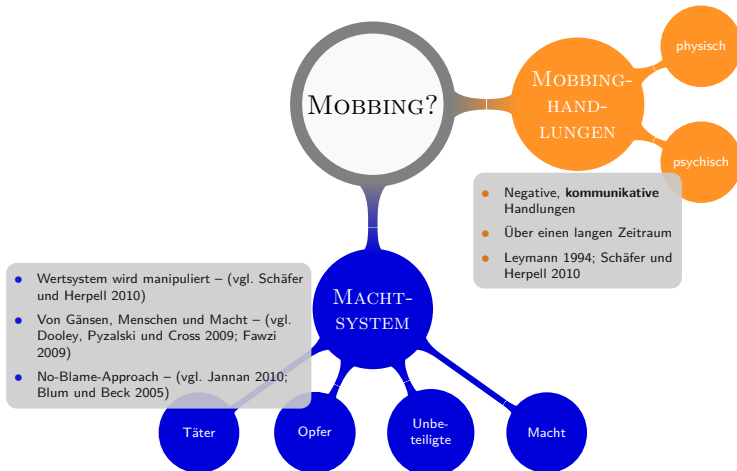 Mobbing?
Mobbing-
hand-
lungen
physisch
psychisch
Negative, kommunikative
Handlungen
Über einen langen Zeitraum
Leymann 1994; Schäfer und
Herpell 2010
Macht-
system
Wertsystem wird manipuliert – (vgl. Schäfer
und Herpell 2010)
Von Gänsen, Menschen und Macht – (vgl.
Dooley, Pyzalski und Cross 2009; Fawzi
2009)
No-Blame-Approach – (vgl. Jannan 2010;
Blum und Beck 2005)
Täter
Opfer
Unbe-
teiligte
Macht